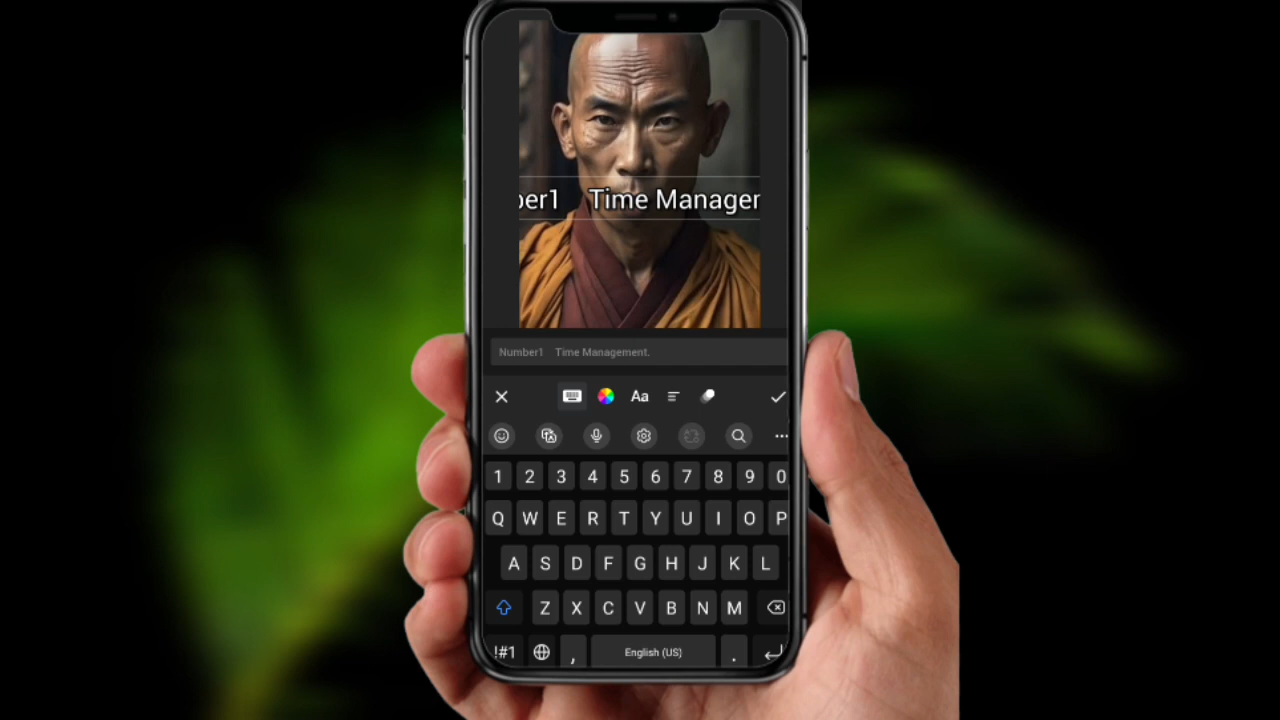 ber1 Time Manager
Number1 Time Management.
Aa
1 2 3 4 5 6 7 8 9 0
Q W E R T Y U I O P
A S D F G H J K L
Z X C V B N M
!#1 , English (US) .